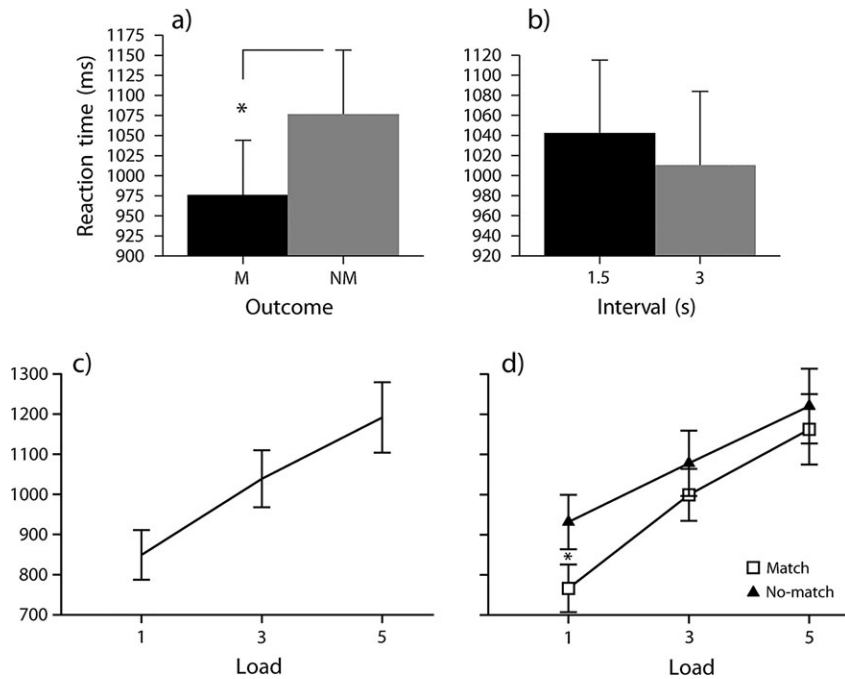 a)
Reaction time (ms)
1175
1150
1125
1100
1075
1050
1025
1000
975
950
925
900
*
M NM
Outcome
b)
1120
1100
1080
1060
1040
1020
1000
980
960
940
920
1.5 3
Interval (s)
c)
1300
1200
1100
1000
900
800
700
1 3 5
Load
d)
*
Match
No-match
1 3 5
Load